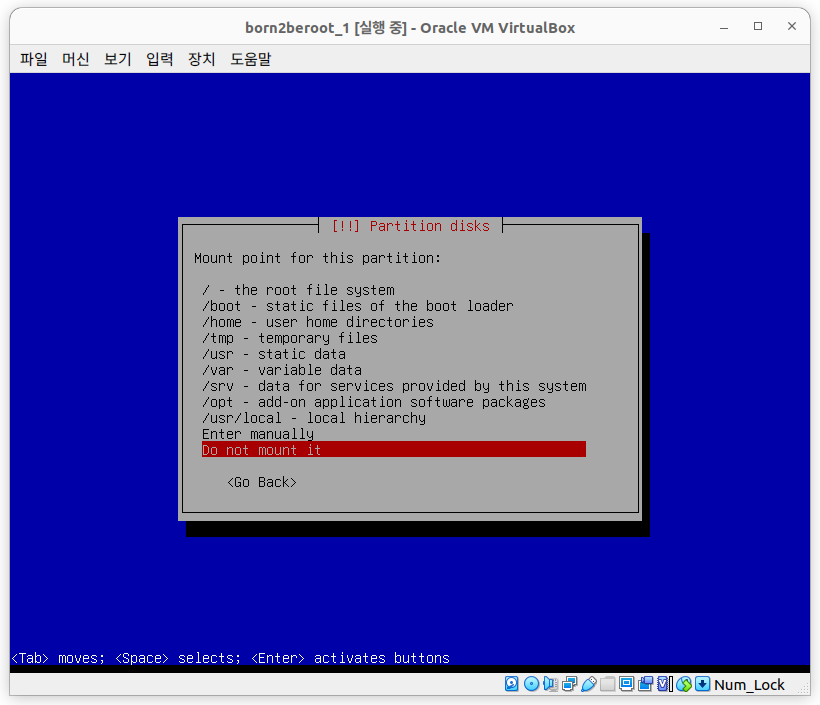 born2beroot_1 [실행 중] - Oracle VM VirtualBox
파일 머신 보기 입력 장치 도움말
[!!] Partition disks
Mount point for this partition:
/ - the root file system
/boot - static files of the boot loader
/home - user home directories
/tmp - temporary files
/usr - static data
/var - variable data
/srv - data for services provided by this system
/opt - add-on application software packages
/usr/local - local hierarchy
Enter manually
Do not mount it
<Go Back>
<Tab> moves; <Space> selects; <Enter> activates buttons
Num_Lock